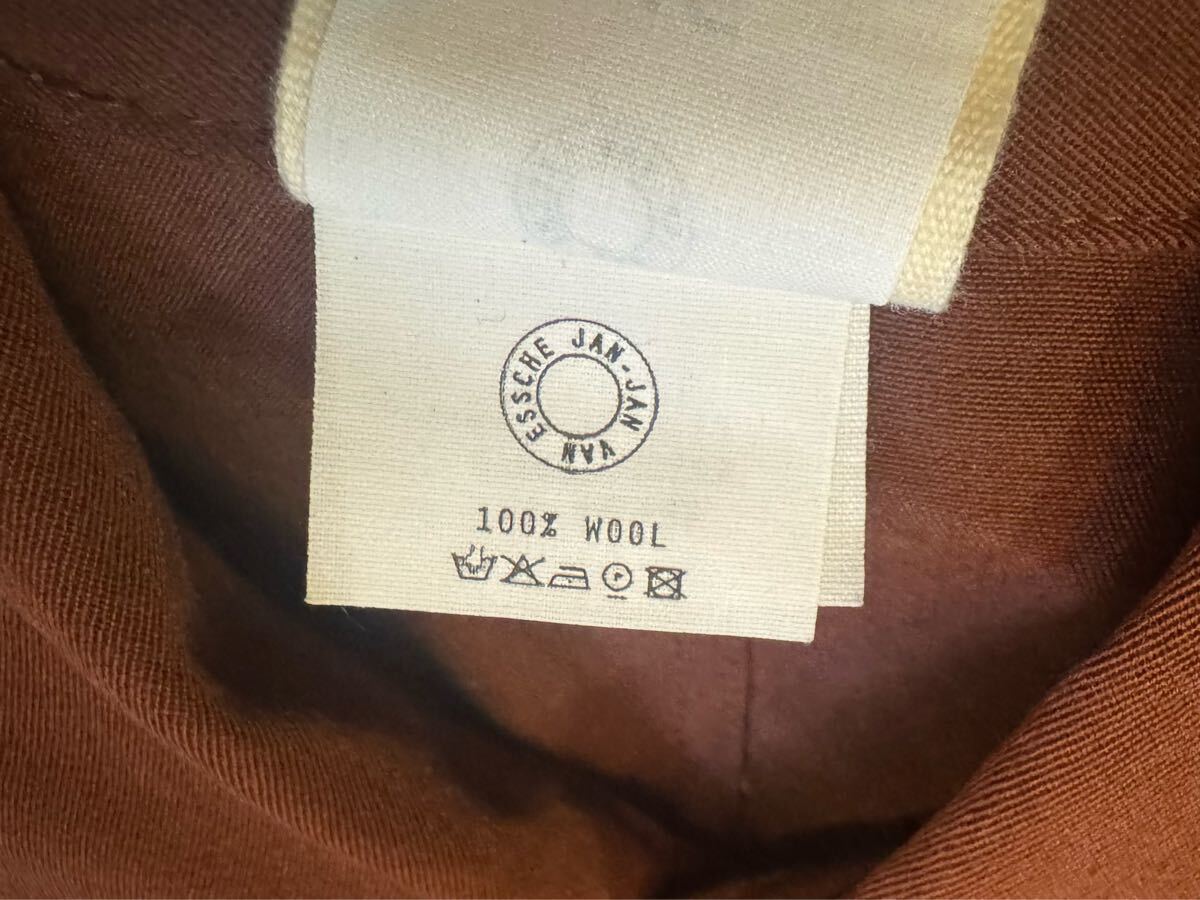 JAN-JAN VAN ESSCHE
100% WOOL
P